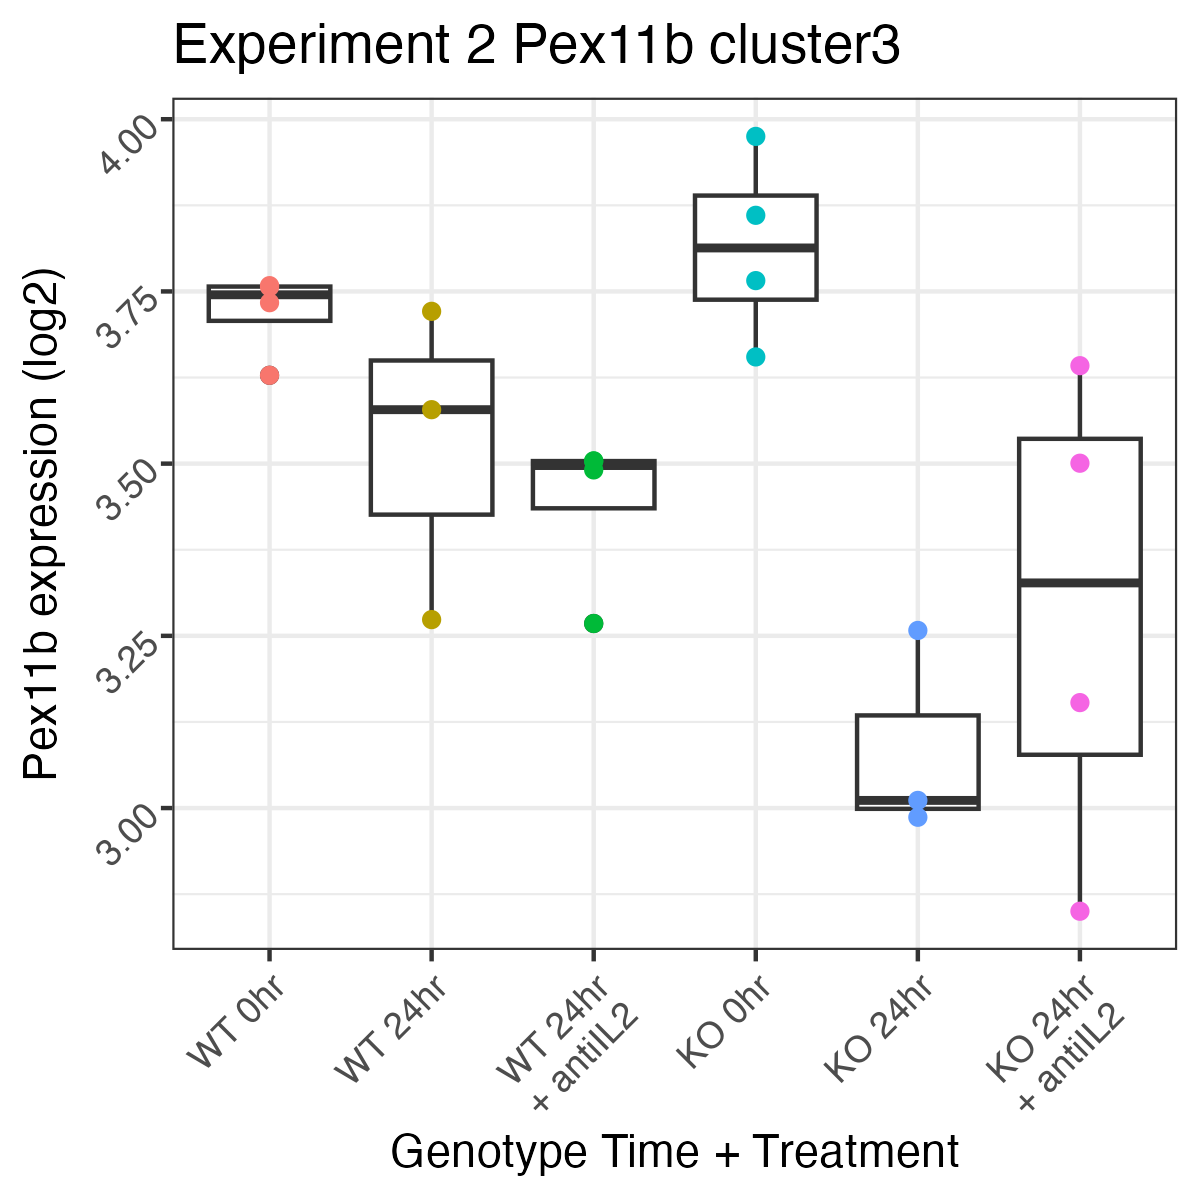 Experiment 2 Pex11b cluster3
Pex11b expression (log2)
4.00
3.75
3.50
3.25
3.00
WT 0hr
WT 24hr
WT 24hr
+ antiIL2
KO 0hr
KO 24hr
KO 24hr
+ antiIL2
Genotype Time + Treatment